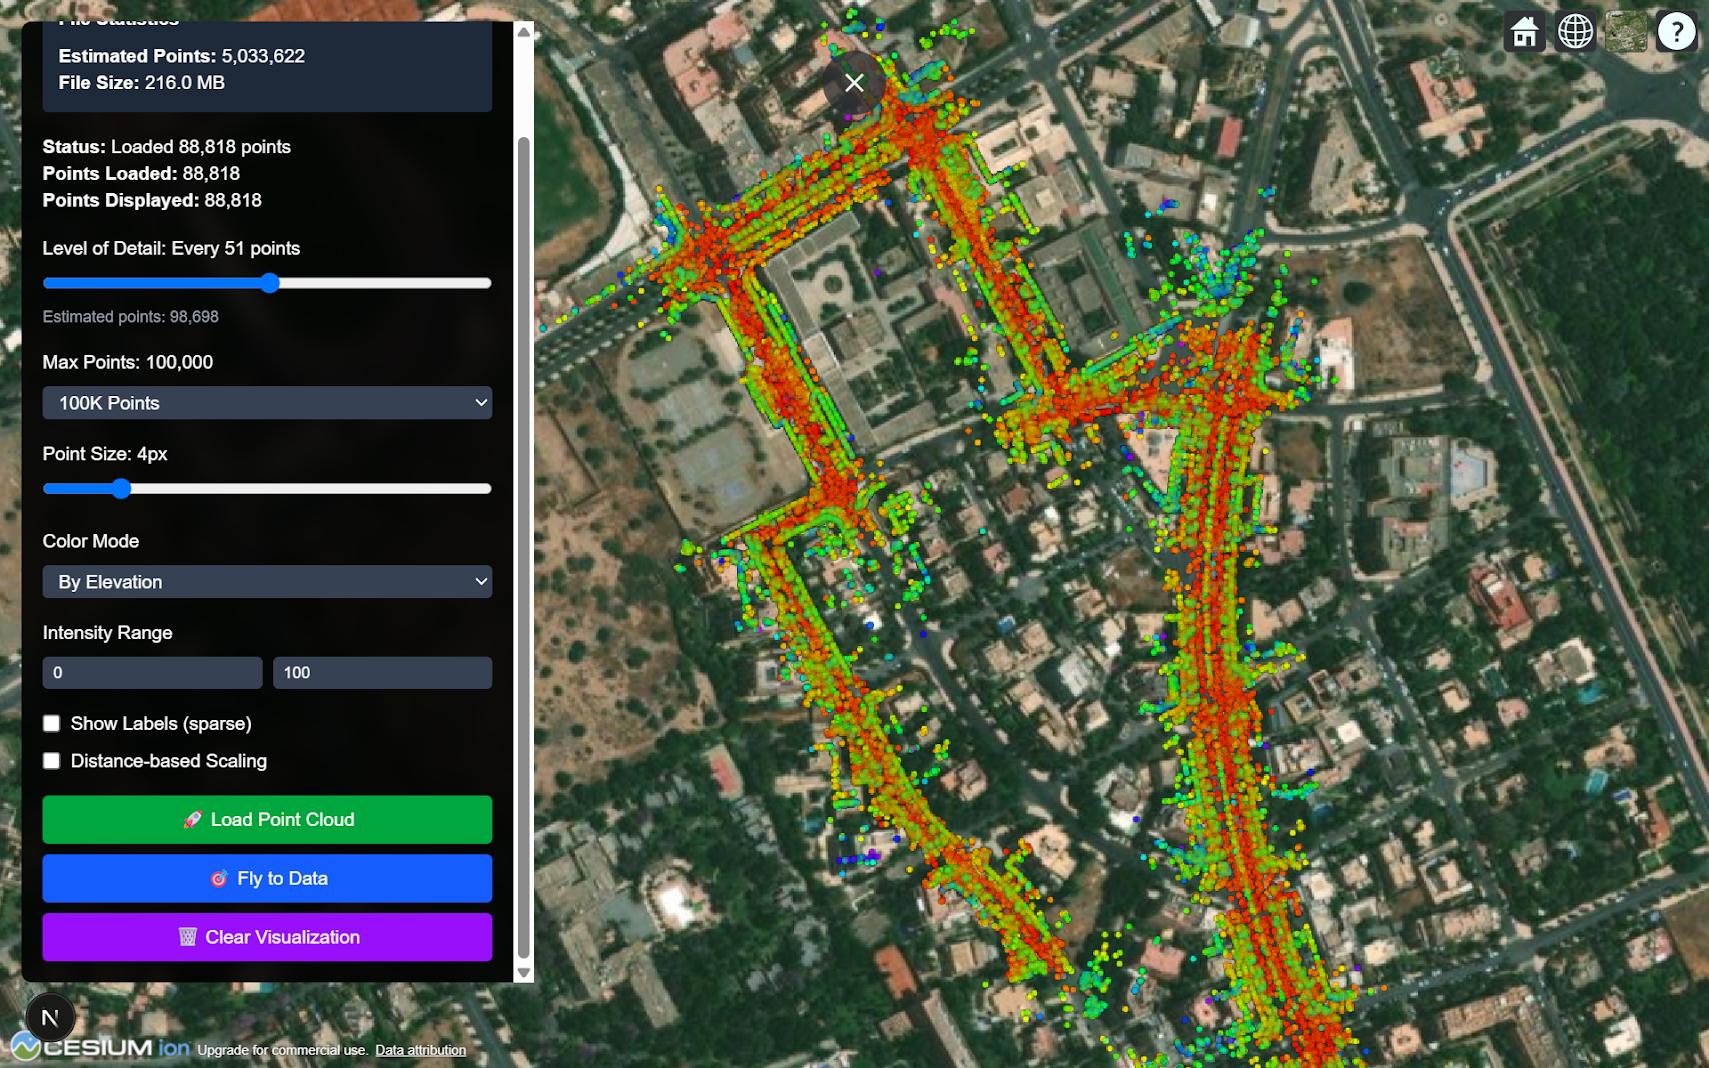 File Statistics
Estimated Points: 5,033,622
File Size: 216.0 MB
Status: Loaded 88,818 points
Points Loaded: 88,818
Points Displayed: 88,818
Level of Detail: Every 51 points
Estimated points: 98,698
Max Points: 100,000
100K Points
Point Size: 4px
Color Mode
By Elevation
Intensity Range
0 100
Show Labels (sparse)
Distance-based Scaling
🚀 Load Point Cloud
🎯 Fly to Data
🗑️ Clear Visualization
N
CESIUM ion Upgrade for commercial use. Data attribution
?